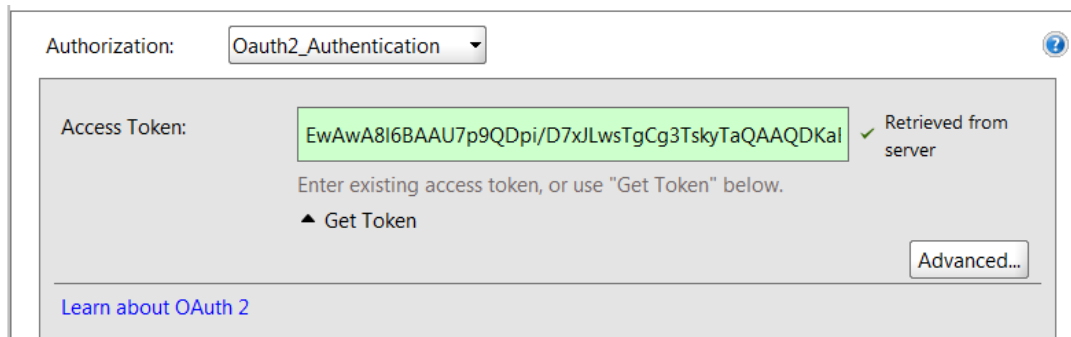 Authorization:
Oauth2_Authentication
?
Access Token:
EwAwA8l6BAAU7p9QDpi/D7xJLwsTgCg3TskyTaQAAQDKal
Retrieved from
server
Enter existing access token, or use "Get Token" below.
Get Token
Advanced...
Learn about OAuth 2